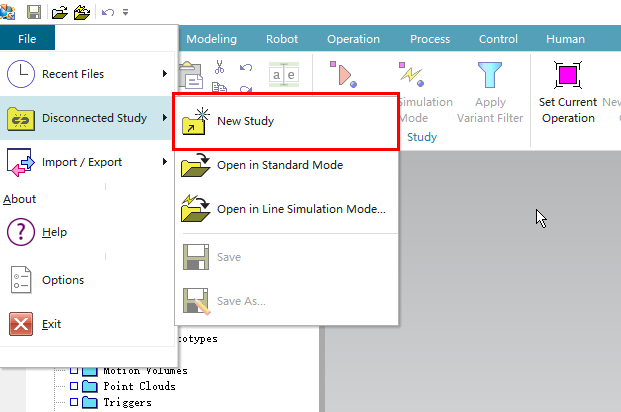 File
Modeling
Robot
Operation
Process
Control
Human
Recent Files
Disconnected Study
Import / Export
About
Help
Options
Exit
New Study
Open in Standard Mode
Open in Line Simulation Mode...
Save
Save As...
a e
Simulation
Mode
Apply
Variant Filter
Set Current
Operation
New
Study
otypes
Motion Volumes
Point Clouds
Triggers